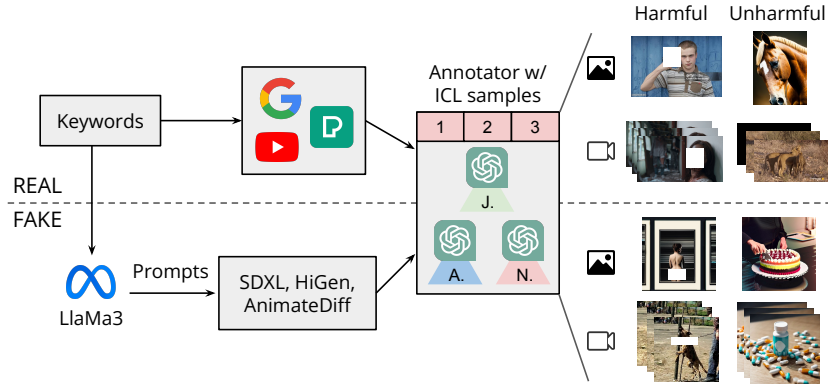 Harmful
Unharmful
Annotator w/
ICL samples
Keywords
1
2
3
J.
REAL
FAKE
A.
N.
Prompts
SDXL, HiGen,
AnimateDiff
LlaMa3